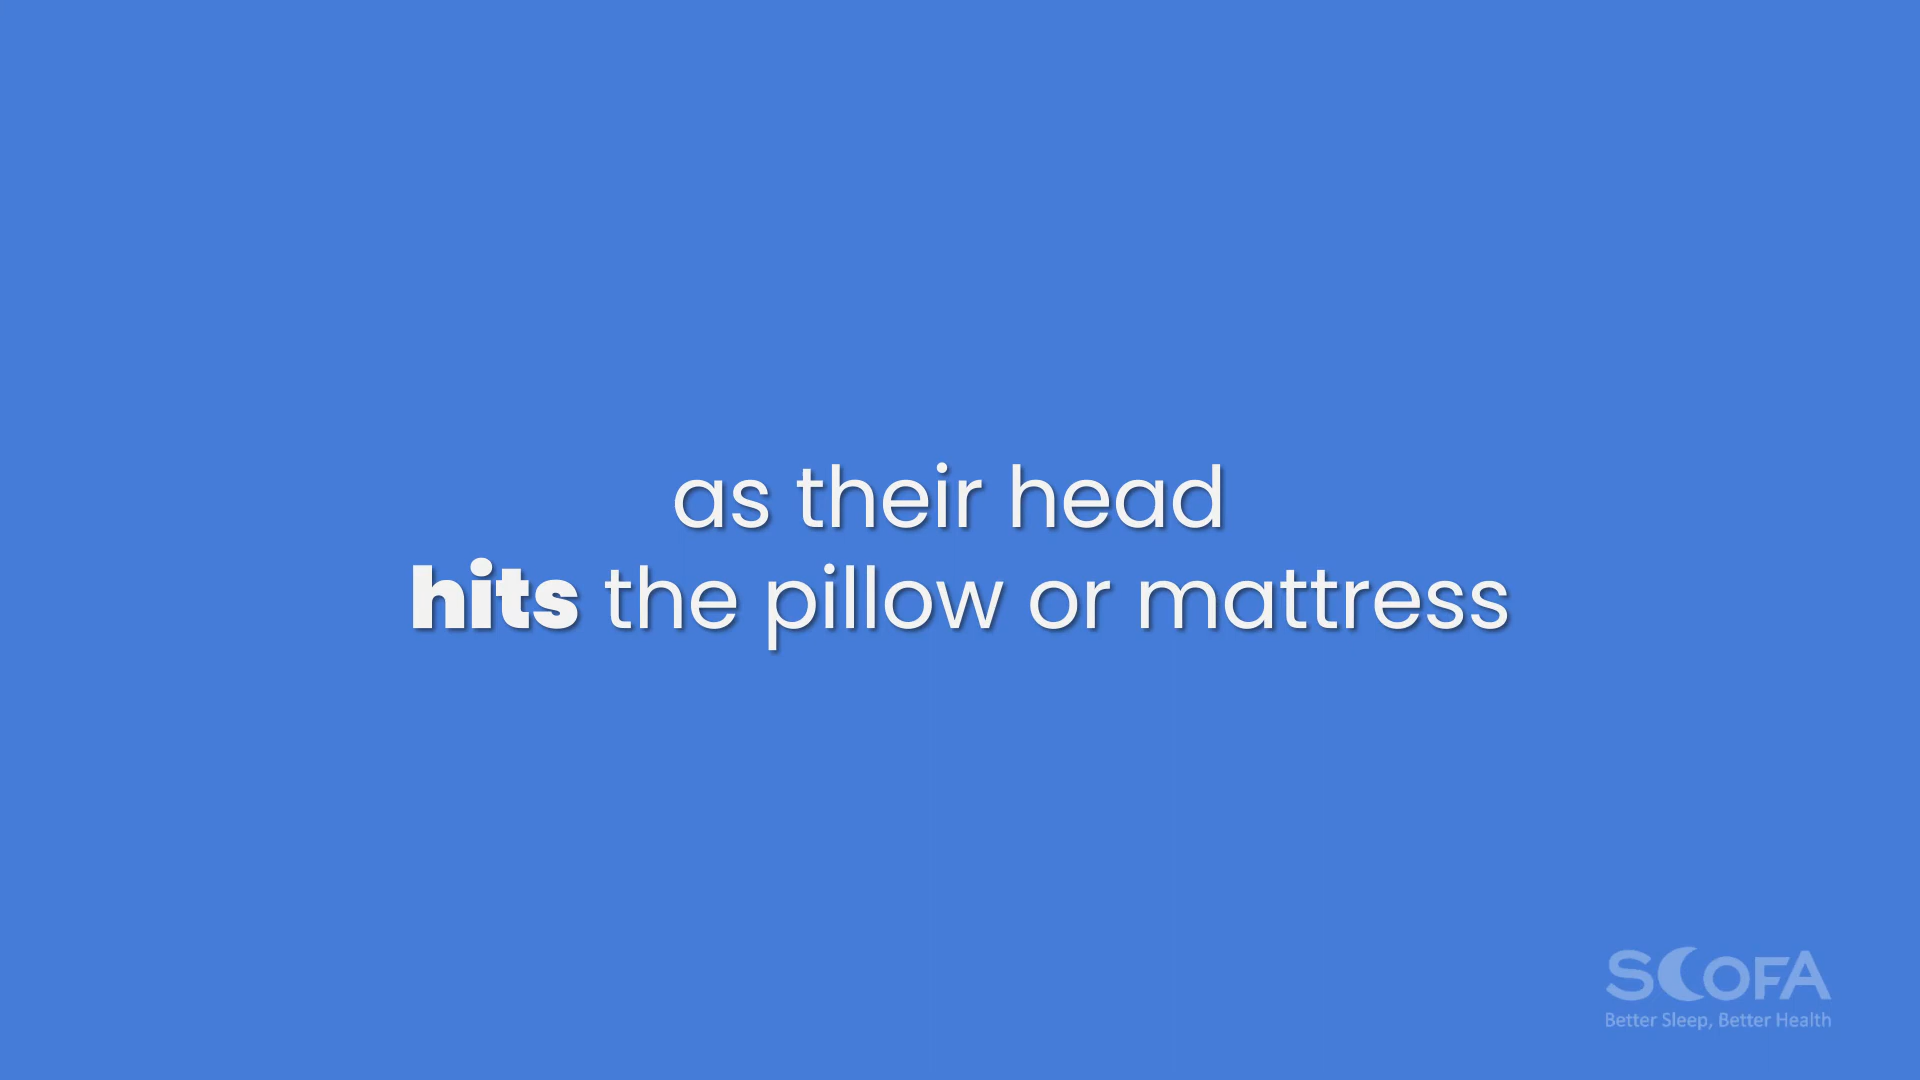 as their head
hits the pillow or mattress
SCOFA
Better Sleep, Better Health